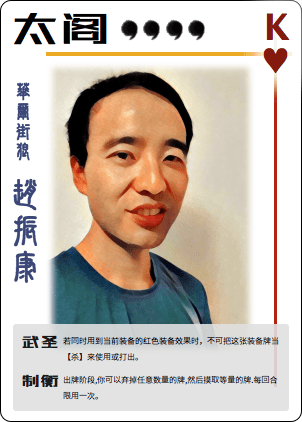 太阁
K
華爾街狼
趙振康
武圣 若同时用到当前装备的红色装备效果时，不可把这张装备牌当
【杀】来使用或打出。
制衡 出牌阶段,你可以弃掉任意数量的牌,然后摸取等量的牌.每回合
限用一次。